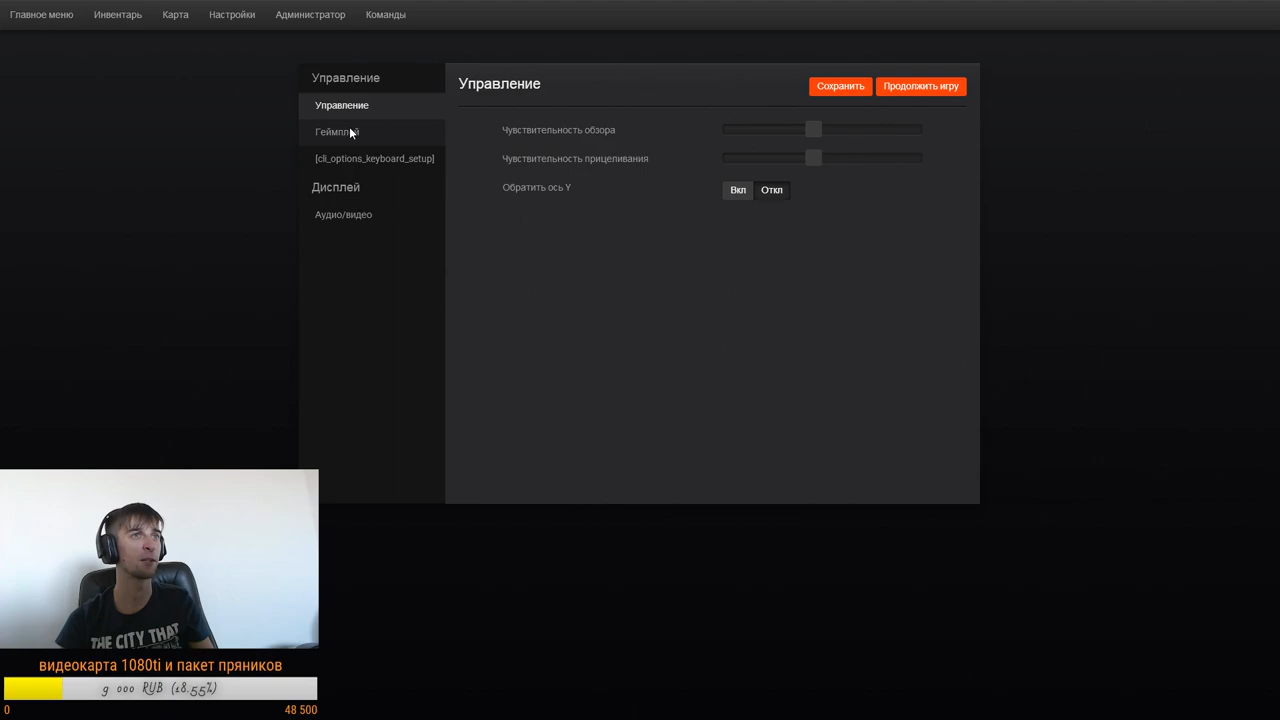 Главное меню Инвентарь Карта Настройки Администратор Команды
Управление
Управление
Геймплей
[cli_options_keyboard_setup]
Дисплей
Аудио/видео
Управление
Сохранить Продолжить игру
Чувствительность обзора
Чувствительность прицеливания
Обратить ось Y
Вкл Откл
THE CITY THAT
видеокарта 1080ti и пакет пряников
9 000 RUB (18.55%)
0 48 500